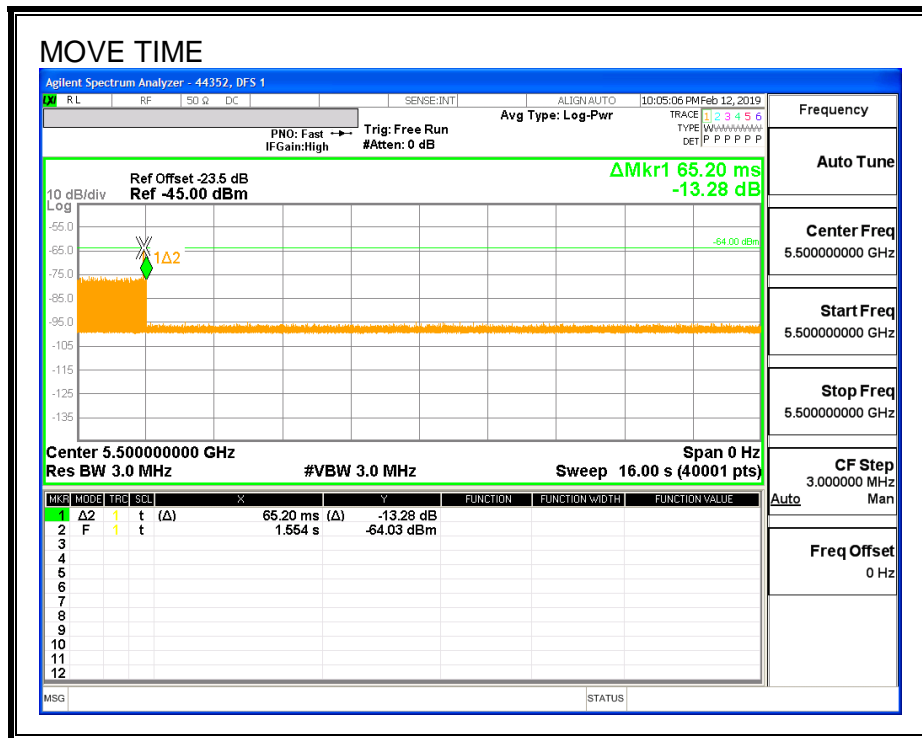 MOVE TIME
Agilent Spectrum Analyzer - 44352, DFS 1
LXI RL RF 50 Ω DC SENSE:INT ALIGN AUTO 10:05:06 PM Feb 12, 2019
PNO: Fast IFGain:High
Trig: Free Run
#Atten: 0 dB
Avg Type: Log-Pwr
TRACE 1 2 3 4 5 6
TYPE WWWWWW
DET P P P P P P
Frequency
Auto Tune
Center Freq
5.500000000 GHz
Start Freq
5.500000000 GHz
Stop Freq
5.500000000 GHz
CF Step
3.000000 MHz
Auto Man
Freq Offset
0 Hz
ΔMkr1 65.20 ms
-13.28 dB
Ref Offset -23.5 dB
10 dB/div Ref -45.00 dBm
Log
-55.0
-65.0
-75.0
-85.0
-95.0
-105
-115
-125
-135
1Δ2
-64.00 dBm
Center 5.500000000 GHz Span 0 Hz
Res BW 3.0 MHz #VBW 3.0 MHz Sweep 16.00 s (40001 pts)
MKR MODE TRC SCL X Y FUNCTION FUNCTION WIDTH FUNCTION VALUE
1 Δ2 1 t (Δ) 65.20 ms (Δ) -13.28 dB
2 F 1 t 1.554 s -64.03 dBm
3
4
5
6
7
8
9
10
11
12
MSG STATUS